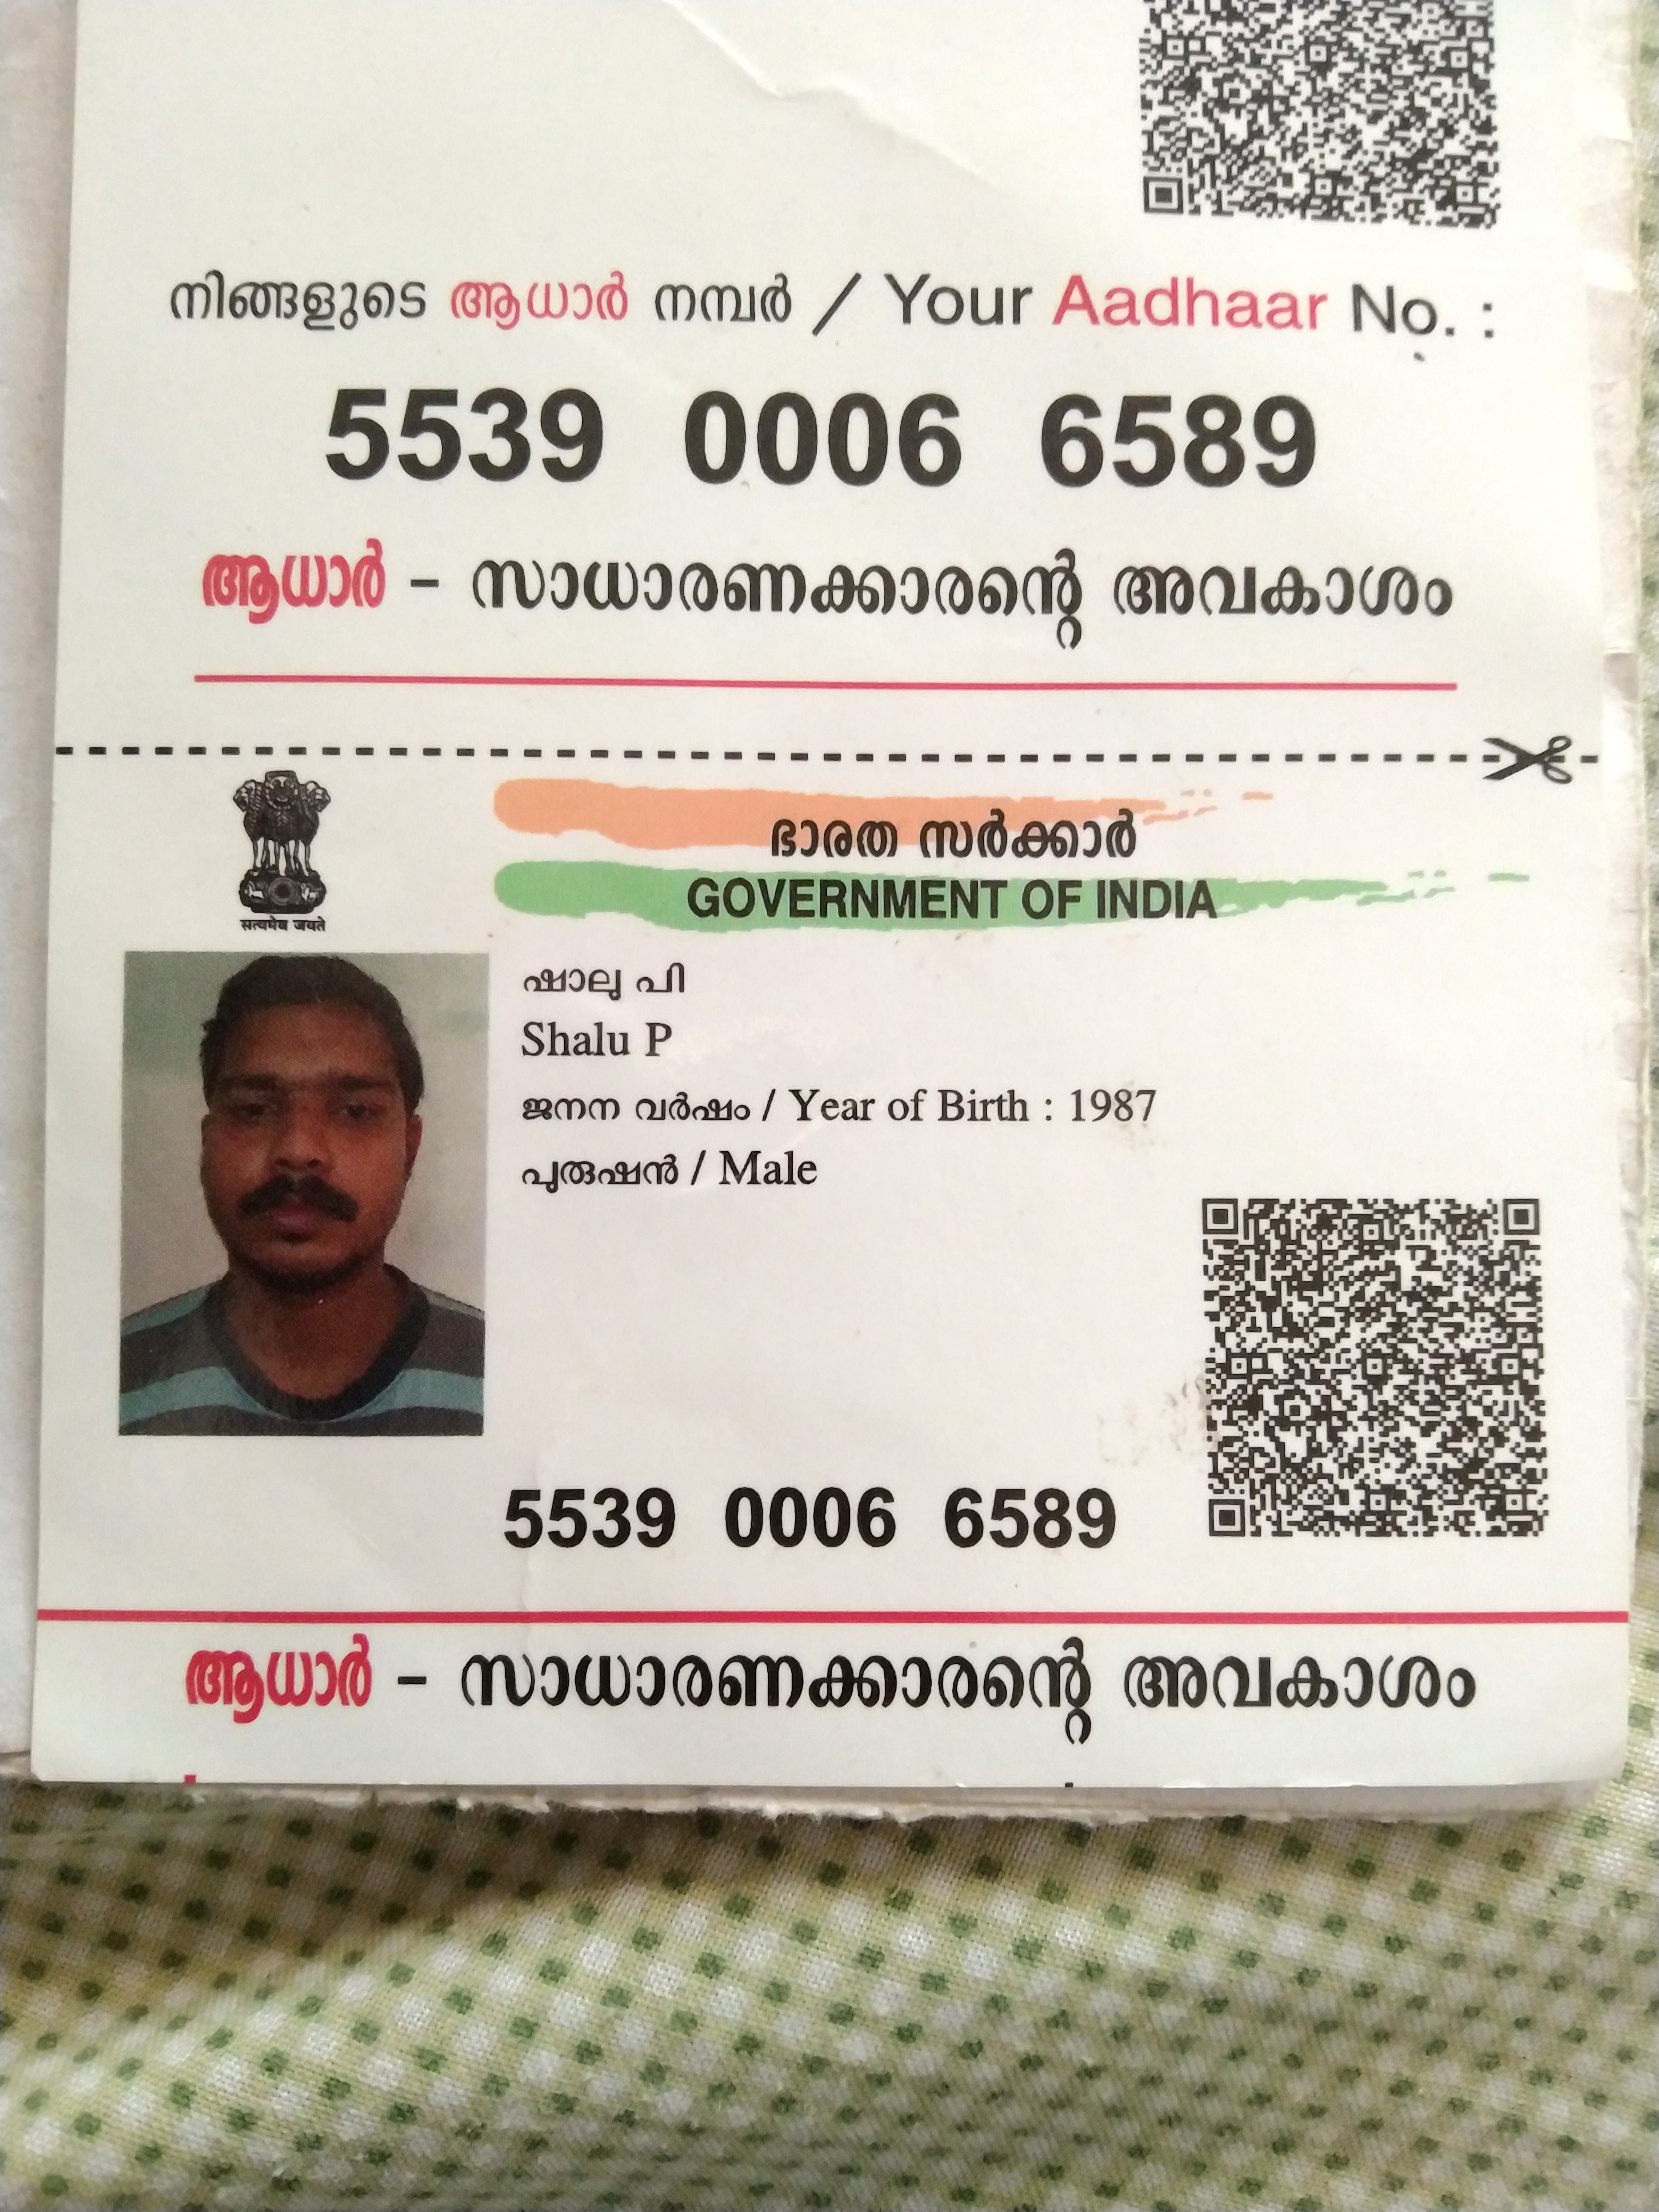 നിങ്ങളുടെ ആധാർ നമ്പർ / Your Aadhaar No. :
5539 0006 6589
ആധാർ - സാധാരണക്കാരന്റെ അവകാശം
ഭാരത സർക്കാർ
GOVERNMENT OF INDIA
सत्यमेव जयते
ഷാലു പി
Shalu P
ജനന വർഷം / Year of Birth : 1987
പുരുഷൻ / Male
5539 0006 6589
ആധാർ - സാധാരണക്കാരന്റെ അവകാശം